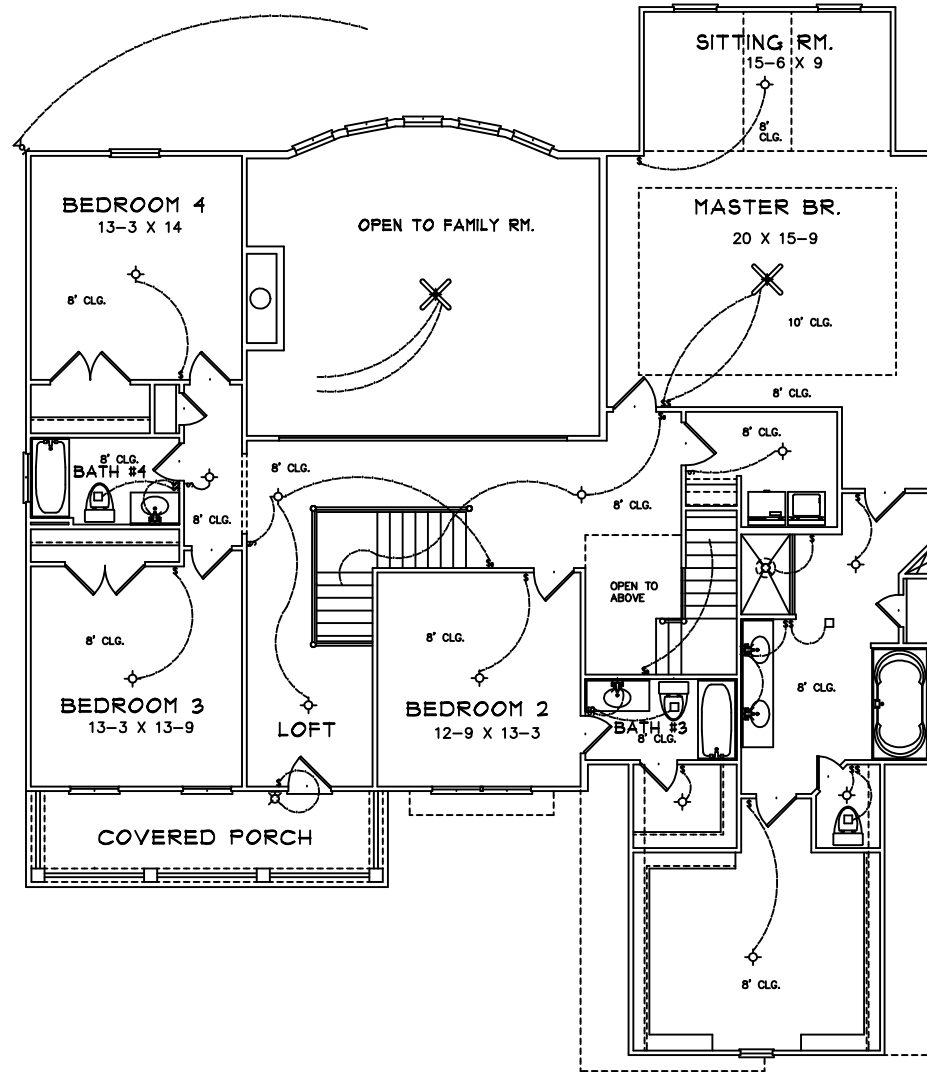 SITTING RM.
15-6 X 9
8'
CLG.
BEDROOM 4
13-3 X 14
8' CLG.
OPEN TO FAMILY RM.
MASTER BR.
20 X 15-9
10' CLG.
8' CLG.
8' CLG.
BATH #4
8' CLG.
8' CLG.
8' CLG.
8' CLG.
OPEN TO
ABOVE
8' CLG.
BEDROOM 3
13-3 X 13-9
LOFT
8' CLG.
BEDROOM 2
12-9 X 13-3
BATH #3
8' CLG.
8' CLG.
COVERED PORCH
8' CLG.